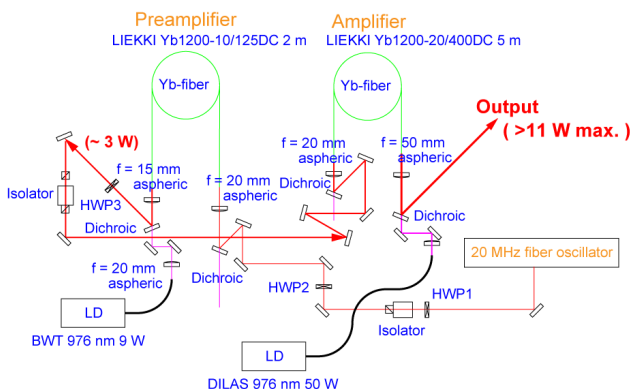 Preamplifier
LIEKKI Yb1200-10/125DC 2 m
Amplifier
LIEKKI Yb1200-20/400DC 5 m
Yb-fiber
Yb-fiber
Output
( >11 W max. )
(~ 3 W)
f = 15 mm
aspheric
f = 20 mm
aspheric
f = 20 mm
aspheric
f = 50 mm
aspheric
Isolator
HWP3
Dichroic
Dichroic
Dichroic
Dichroic
f = 20 mm
aspheric
20 MHz fiber oscillator
HWP2
HWP1
Isolator
LD
BWT 976 nm 9 W
LD
DILAS 976 nm 50 W